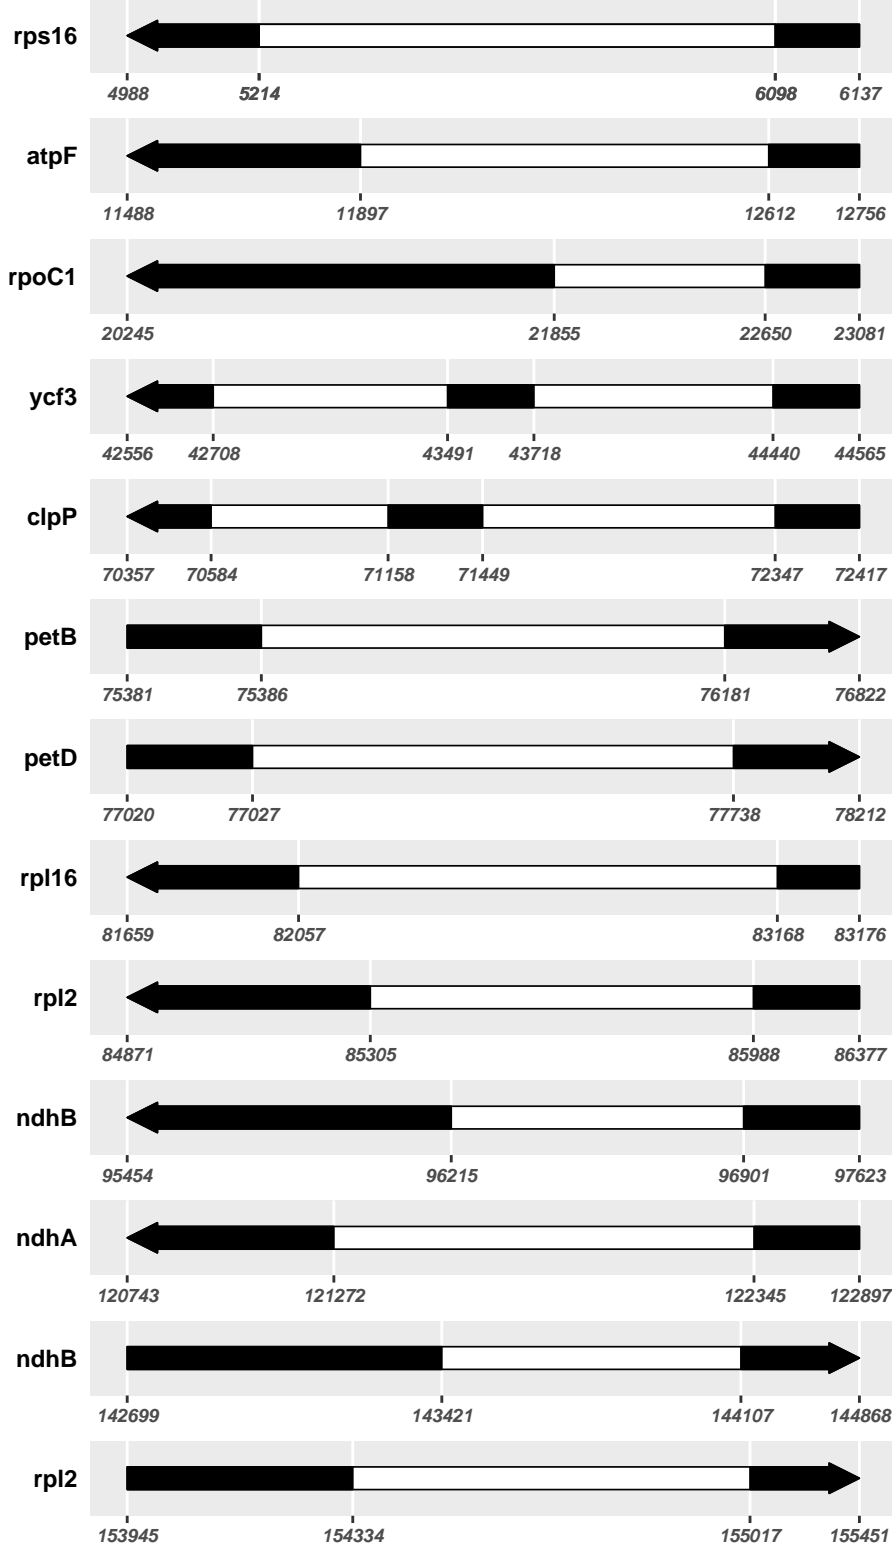 rps16
4988 5214 6098 6137
atpF
11488 11897 12612 12756
rpoC1
20245 21855 22650 23081
ycf3
42556 42708 43491 43718 44440 44565
clpP
70357 70584 71158 71449 72347 72417
petB
75381 75386 76181 76822
petD
77020 77027 77738 78212
rpl16
81659 82057 83168 83176
rpl2
84871 85305 85988 86377
ndhB
95454 96215 96901 97623
ndhA
120743 121272 122345 122897
ndhB
142699 143421 144107 144868
rpl2
153945 154334 155017 155451